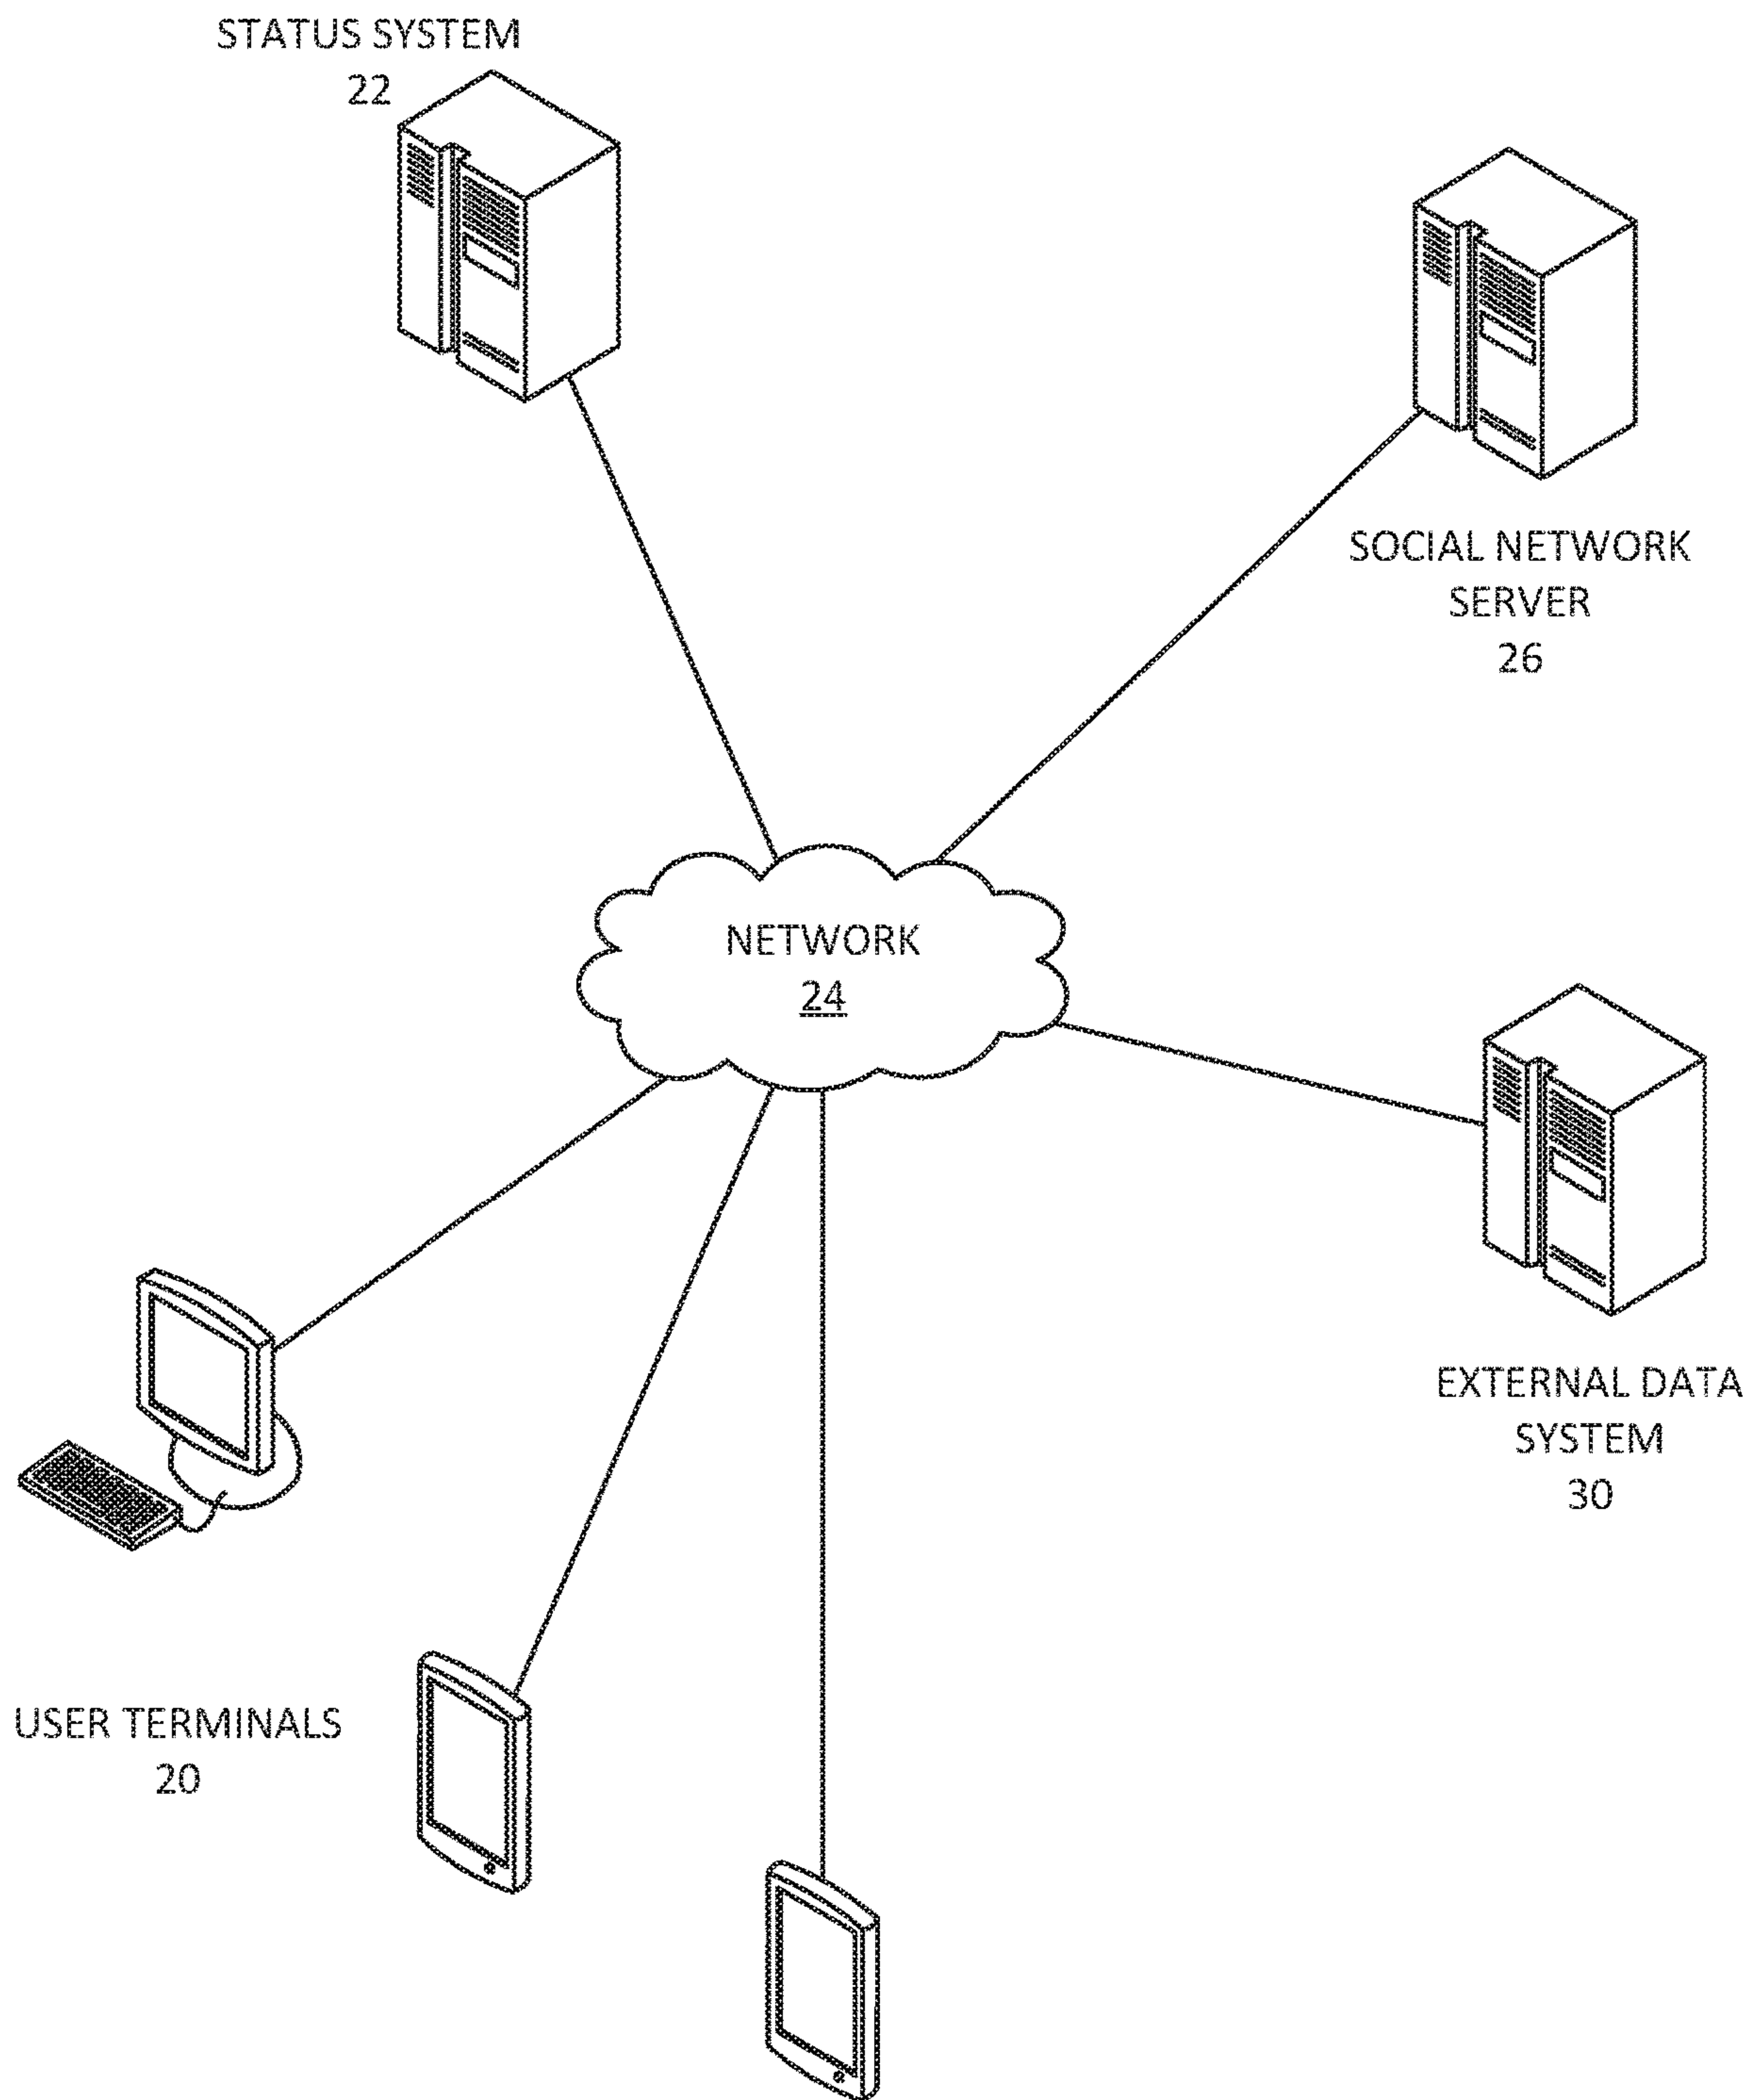 STATUS SYSTEM
22
SOCIAL NETWORK
SERVER
26
NETWORK
24
EXTERNAL DATA
SYSTEM
30
USER TERMINALS
20